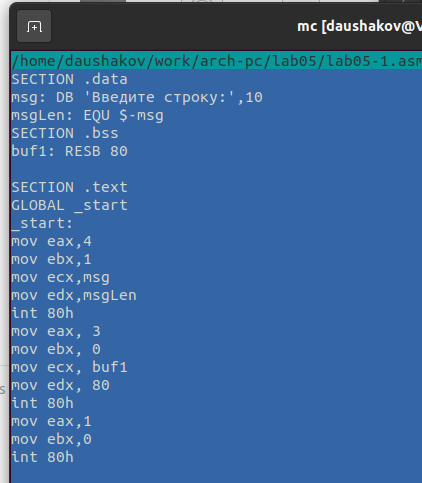 mc [daushakov@V
/home/daushakov/work/arch-pc/lab05/lab05-1.asm
SECTION .data
msg: DB 'Введите строку:',10
msgLen: EQU $-msg
SECTION .bss
buf1: RESB 80

SECTION .text
GLOBAL _start
_start:
mov eax,4
mov ebx,1
mov ecx,msg
mov edx,msgLen
int 80h
mov eax, 3
mov ebx, 0
mov ecx, buf1
mov edx, 80
int 80h
mov eax,1
mov ebx,0
int 80h